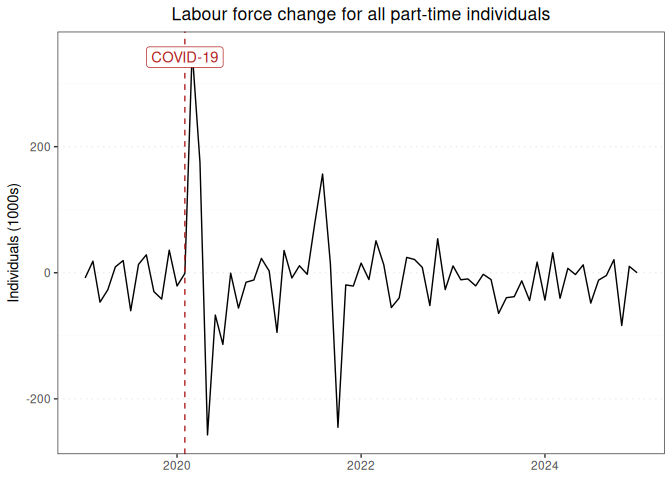 Labour force change for all part-time individuals
COVID-19
200
0
-200
Individuals (1000s)
2020
2022
2024